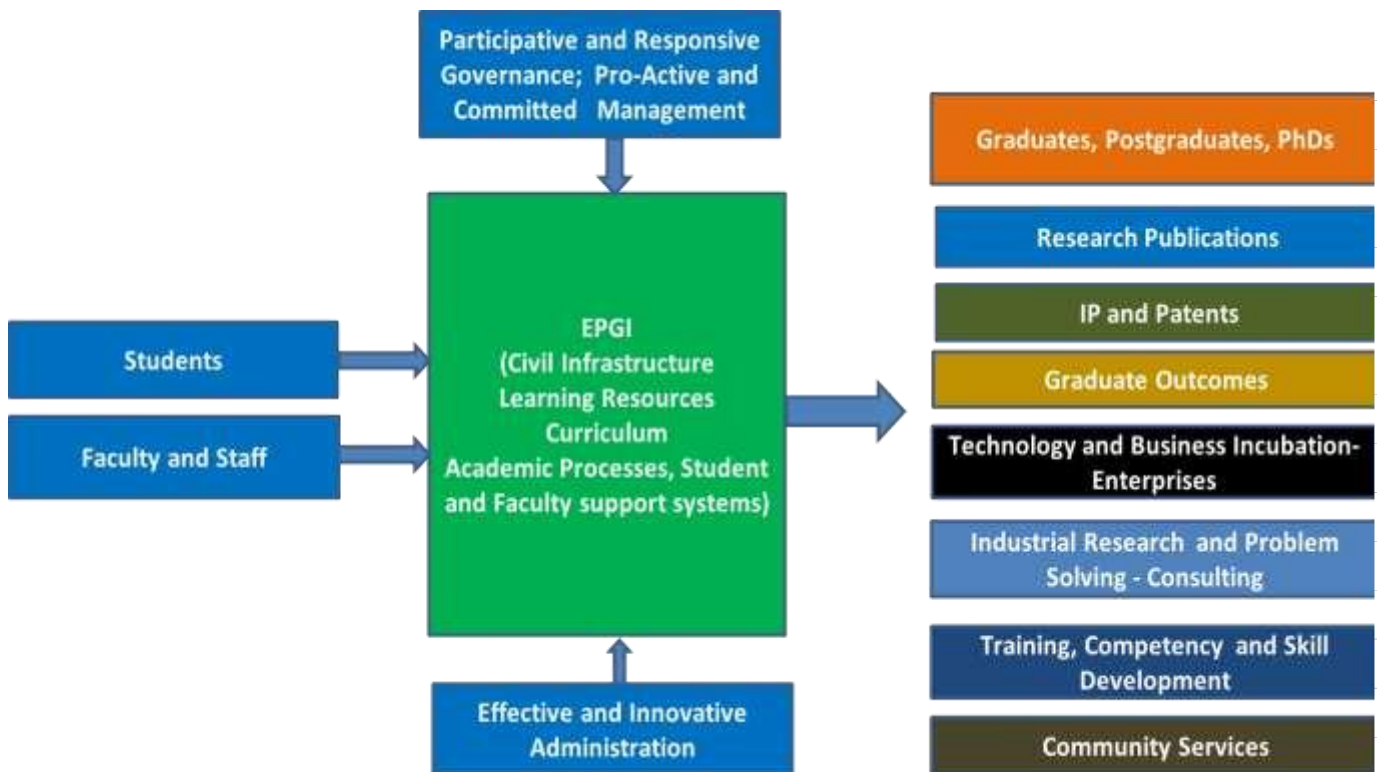 Participative and Responsive
Governance; Pro-Active and
Committed Management
Students
Faculty and Staff
EPGI
(Civil Infrastructure
Learning Resources
Curriculum
Academic Processes, Student
and Faculty support systems)
Effective and Innovative
Administration
Graduates, Postgraduates, PhDs
Research Publications
IP and Patents
Graduate Outcomes
Technology and Business Incubation-
Enterprises
Industrial Research and Problem
Solving - Consulting
Training, Competency and Skill
Development
Community Services